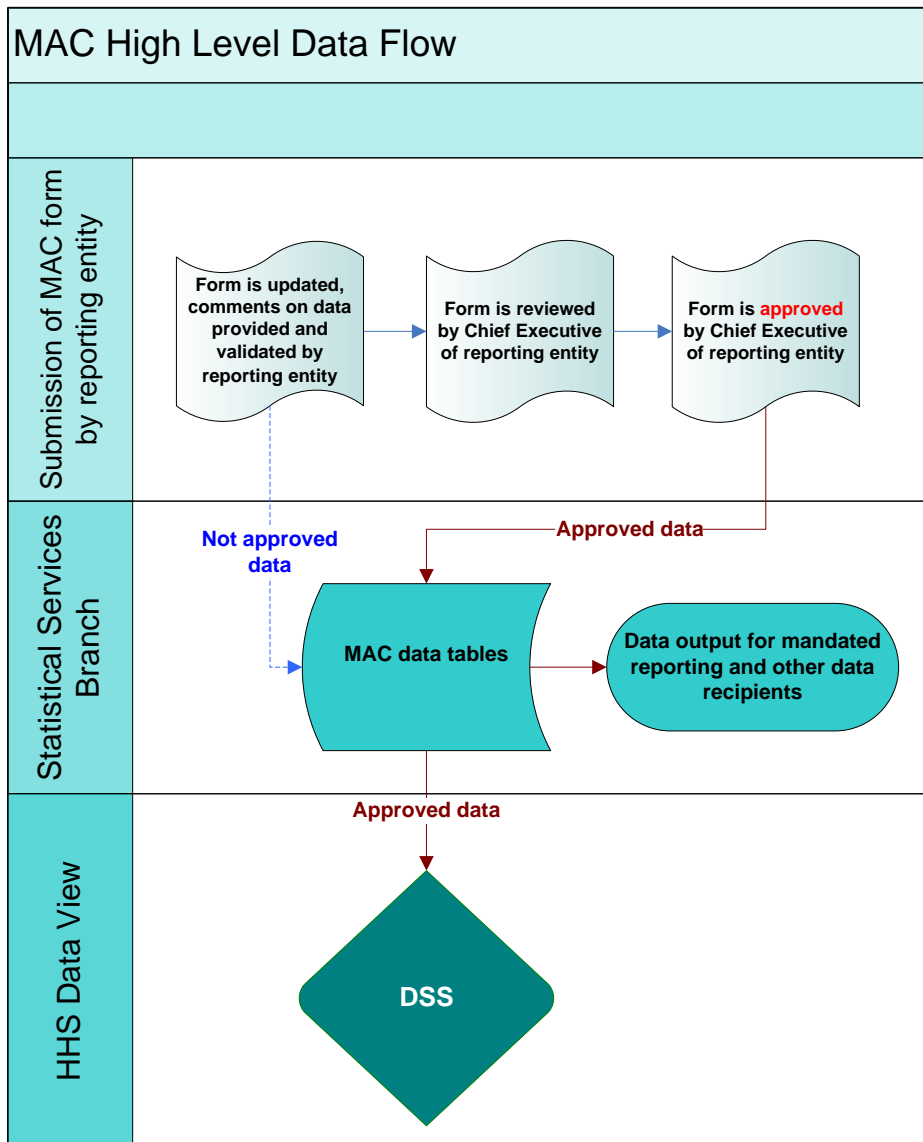 MAC High Level Data Flow
Submission of MAC form
by reporting entity
Form is updated,
comments on data
provided and
validated by
reporting entity
Form is reviewed
by Chief Executive
of reporting entity
Form is approved
by Chief Executive
of reporting entity
Statistical Services
Branch
Not approved
data
Approved data
MAC data tables
Data output for mandated
reporting and other data
recipients
HHS Data View
Approved data
DSS